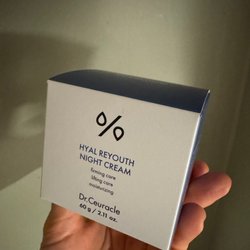 HYAL REYOUTH
NIGHT CREAM
firming care
lifting care
moisturizing
Dr.Ceuracle
60 g / 2.11 oz.